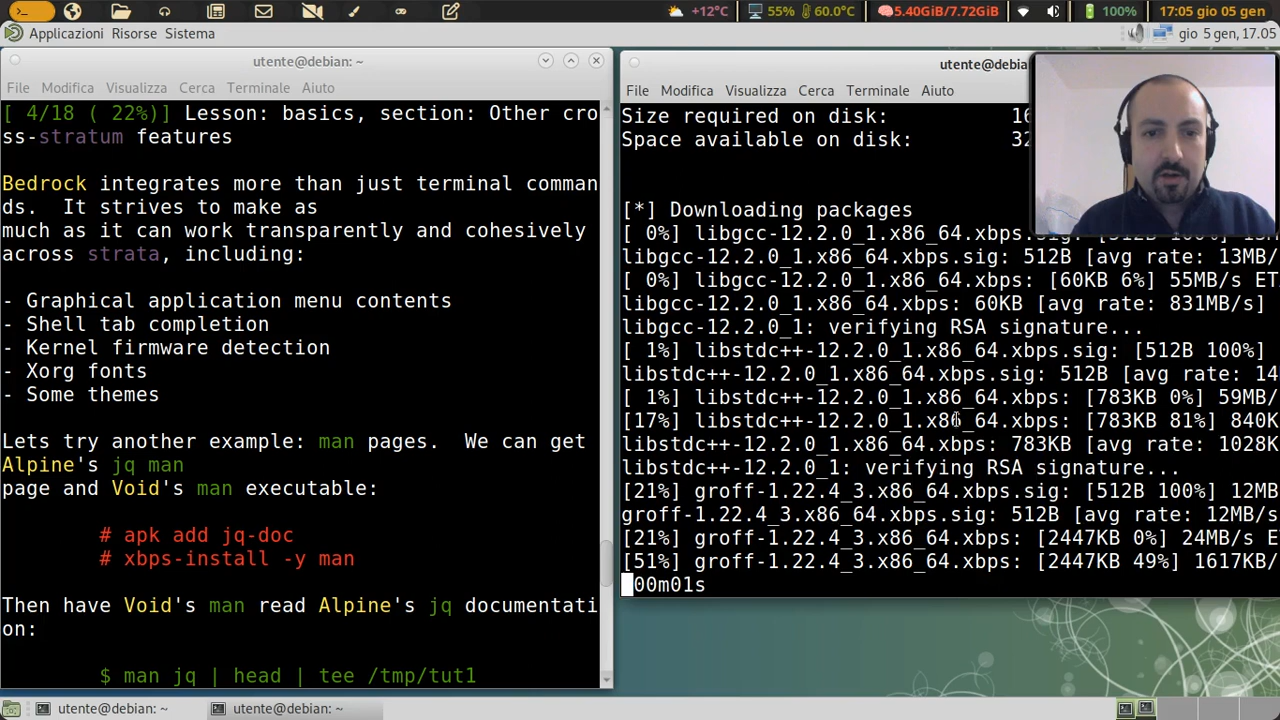 +12°C 55% 60.0°C 5.40GiB/7.72GiB 100% 17:05 gio 05 gen
Applicazioni Risorse Sistema gio 5 gen, 17.05
utente@debian: ~
File Modifica Visualizza Cerca Terminale Aiuto
[ 4/18 ( 22%)] Lesson: basics, section: Other cro
ss-stratum features
Bedrock integrates more than just terminal comman
ds.  It strives to make as
much as it can work transparently and cohesively
across strata, including:
- Graphical application menu contents
- Shell tab completion
- Kernel firmware detection
- Xorg fonts
- Some themes
Lets try another example: man pages.  We can get
Alpine's jq man
page and Void's man executable:
# apk add jq-doc
# xbps-install -y man
Then have Void's man read Alpine's jq documentati
on:
$ man jq | head | tee /tmp/tut1
utente@debia
File Modifica Visualizza Cerca Terminale Aiuto
Size required on disk: 16
Space available on disk: 32
[*] Downloading packages
[ 0%] libgcc-12.2.0_1.x86_64.xbps.sig: [512B 100%]
libgcc-12.2.0_1.x86_64.xbps.sig: 512B [avg rate: 13MB/
[ 0%] libgcc-12.2.0_1.x86_64.xbps: [60KB 6%] 55MB/s ET
libgcc-12.2.0_1.x86_64.xbps: 60KB [avg rate: 831MB/s]
libgcc-12.2.0_1: verifying RSA signature...
[ 1%] libstdc++-12.2.0_1.x86_64.xbps.sig: [512B 100%]
libstdc++-12.2.0_1.x86_64.xbps.sig: 512B [avg rate: 14
[ 1%] libstdc++-12.2.0_1.x86_64.xbps: [783KB 0%] 59MB/
[17%] libstdc++-12.2.0_1.x86_64.xbps: [783KB 81%] 840K
libstdc++-12.2.0_1.x86_64.xbps: 783KB [avg rate: 1028K
libstdc++-12.2.0_1: verifying RSA signature...
[21%] groff-1.22.4_3.x86_64.xbps.sig: [512B 100%] 12MB
groff-1.22.4_3.x86_64.xbps.sig: 512B [avg rate: 12MB/s
[21%] groff-1.22.4_3.x86_64.xbps: [2447KB 0%] 24MB/s E
[51%] groff-1.22.4_3.x86_64.xbps: [2447KB 49%] 1617KB/
00m01s
utente@debian: ~ utente@debian: ~